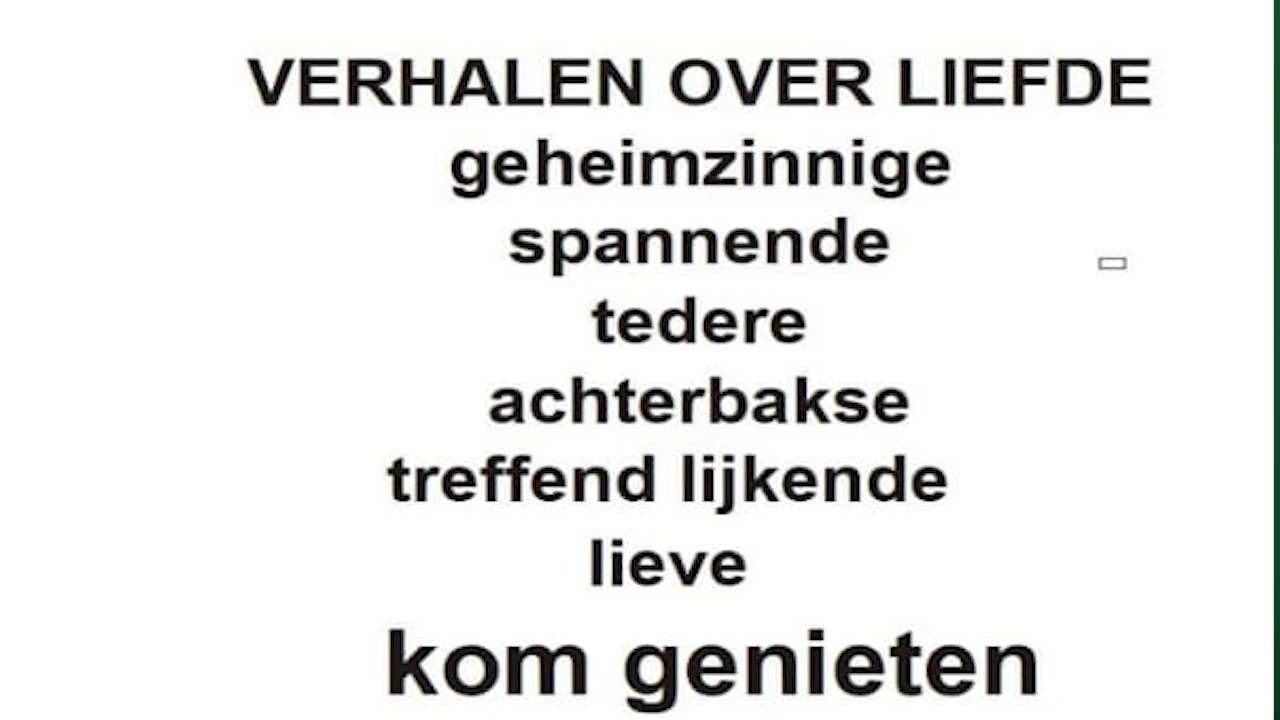 VERHALEN OVER LIEFDE
geheimzinnige
spannende
tedere
achterbakse
treffend lijkende
lieve
kom genieten